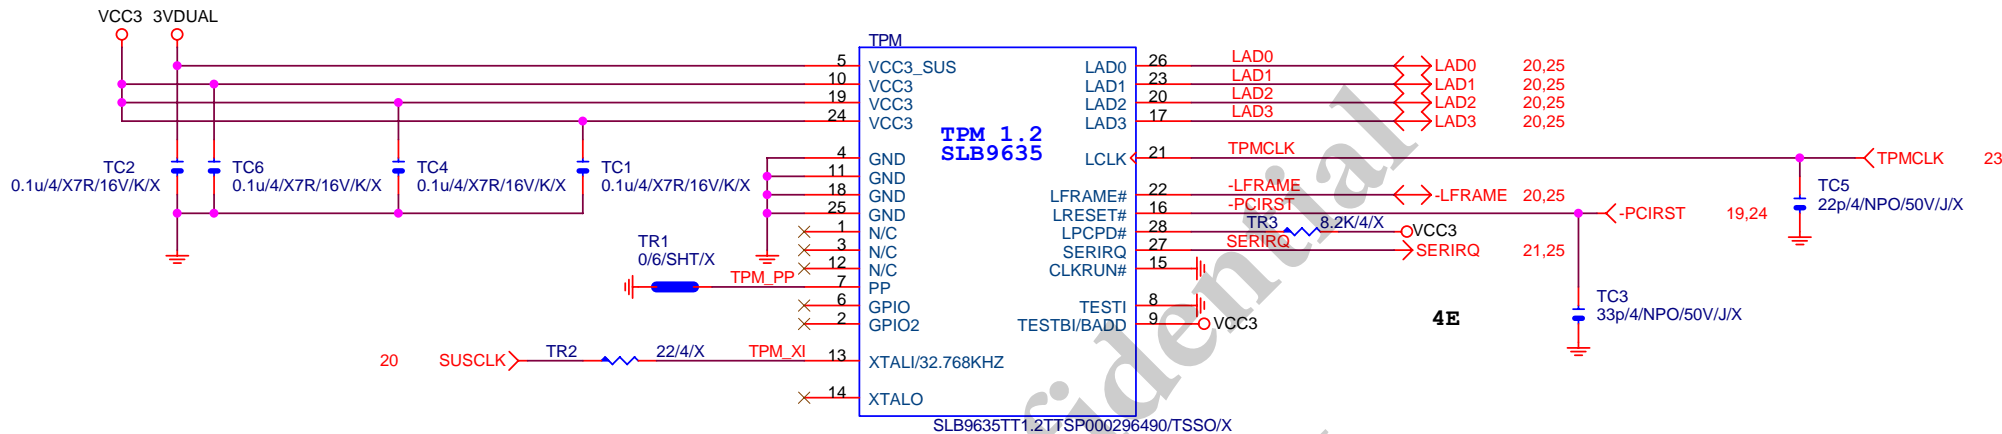 VCC3 3VDUAL
TPM
5 VCC3_SUS LAD0 26 LAD0 LAD0 20,25
10 VCC3 LAD1 23 LAD1 LAD1 20,25
19 VCC3 LAD2 20 LAD2 LAD2 20,25
24 VCC3 LAD3 17 LAD3 LAD3 20,25
TPM 1.2
SLB9635
TC2
0.1u/4/X7R/16V/K/X
TC6
0.1u/4/X7R/16V/K/X
TC4
0.1u/4/X7R/16V/K/X
TC1
0.1u/4/X7R/16V/K/X
4 GND LCLK 21 TPMCLK TPMCLK 23
11 GND
18 GND LFRAME# 22 -LFRAME -LFRAME 20,25
25 GND LRESET# 16 -PCIRST -PCIRST 19,24
TC5
22p/4/NPO/50V/J/X
1 N/C LPCPD# 28 TR3 8.2K/4/X VCC3
3 N/C SERIRQ 27 SERIRQ SERIRQ 21,25
12 N/C CLKRUN# 15
TR1
0/6/SHT/X
TPM_PP 7 PP
6 GPIO TESTI 8
2 GPIO2 TESTBI/BADD 9 VCC3
4E
TC3
33p/4/NPO/50V/J/X
20 SUSCLK TR2 22/4/X TPM_XI 13 XTALI/32.768KHZ
14 XTALO
SLB9635TT1.2TTSP000296490/TSSO/X